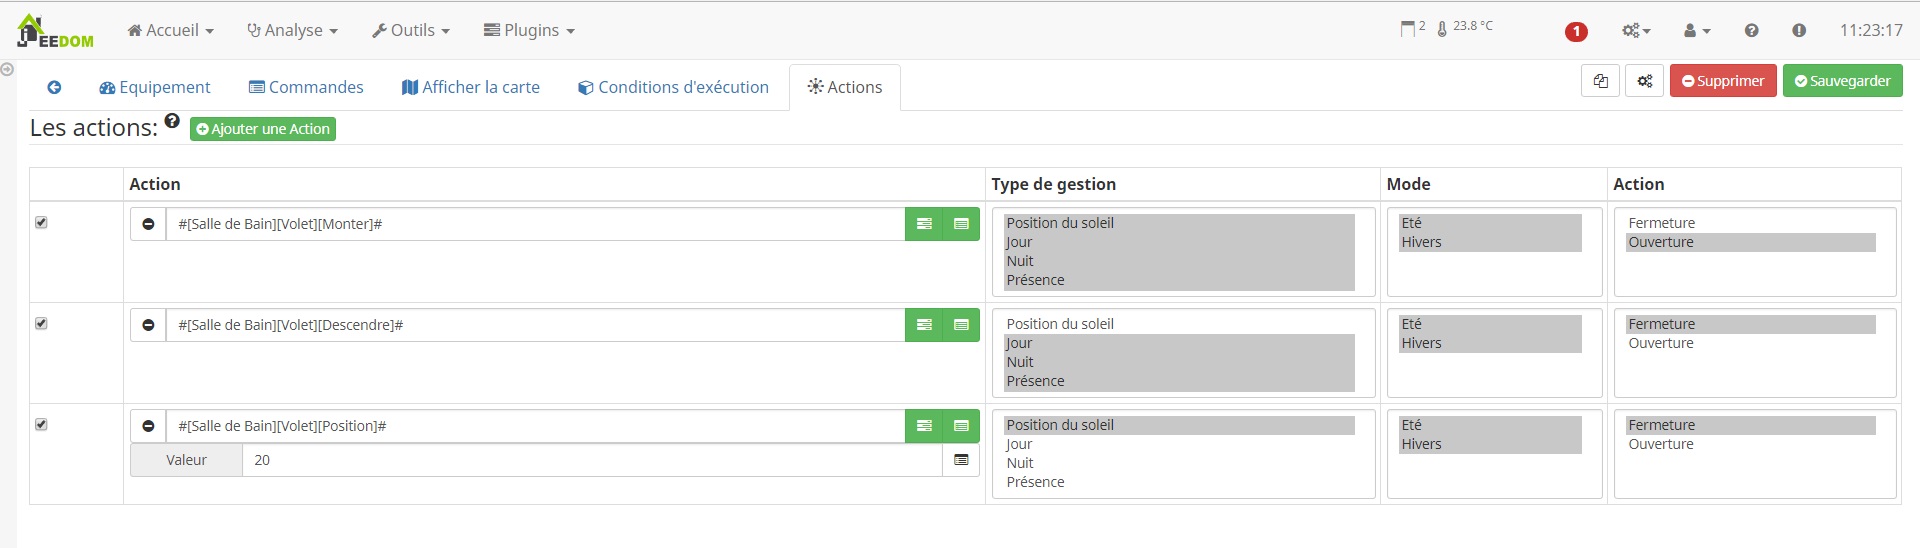 EEDOM
Accueil
Analyse
Outils
Plugins
2
23.8 °C
1
11:23:17
Equipement
Commandes
Afficher la carte
Conditions d'exécution
Actions
Supprimer
Sauvegarder
Les actions:
Ajouter une Action
Action
Type de gestion
Mode
Action
#[Salle de Bain][Volet][Monter]#
Position du soleil
Jour
Nuit
Présence
Eté
Hivers
Fermeture
Ouverture
#[Salle de Bain][Volet][Descendre]#
Position du soleil
Jour
Nuit
Présence
Eté
Hivers
Fermeture
Ouverture
#[Salle de Bain][Volet][Position]#
Valeur
20
Position du soleil
Jour
Nuit
Présence
Eté
Hivers
Fermeture
Ouverture